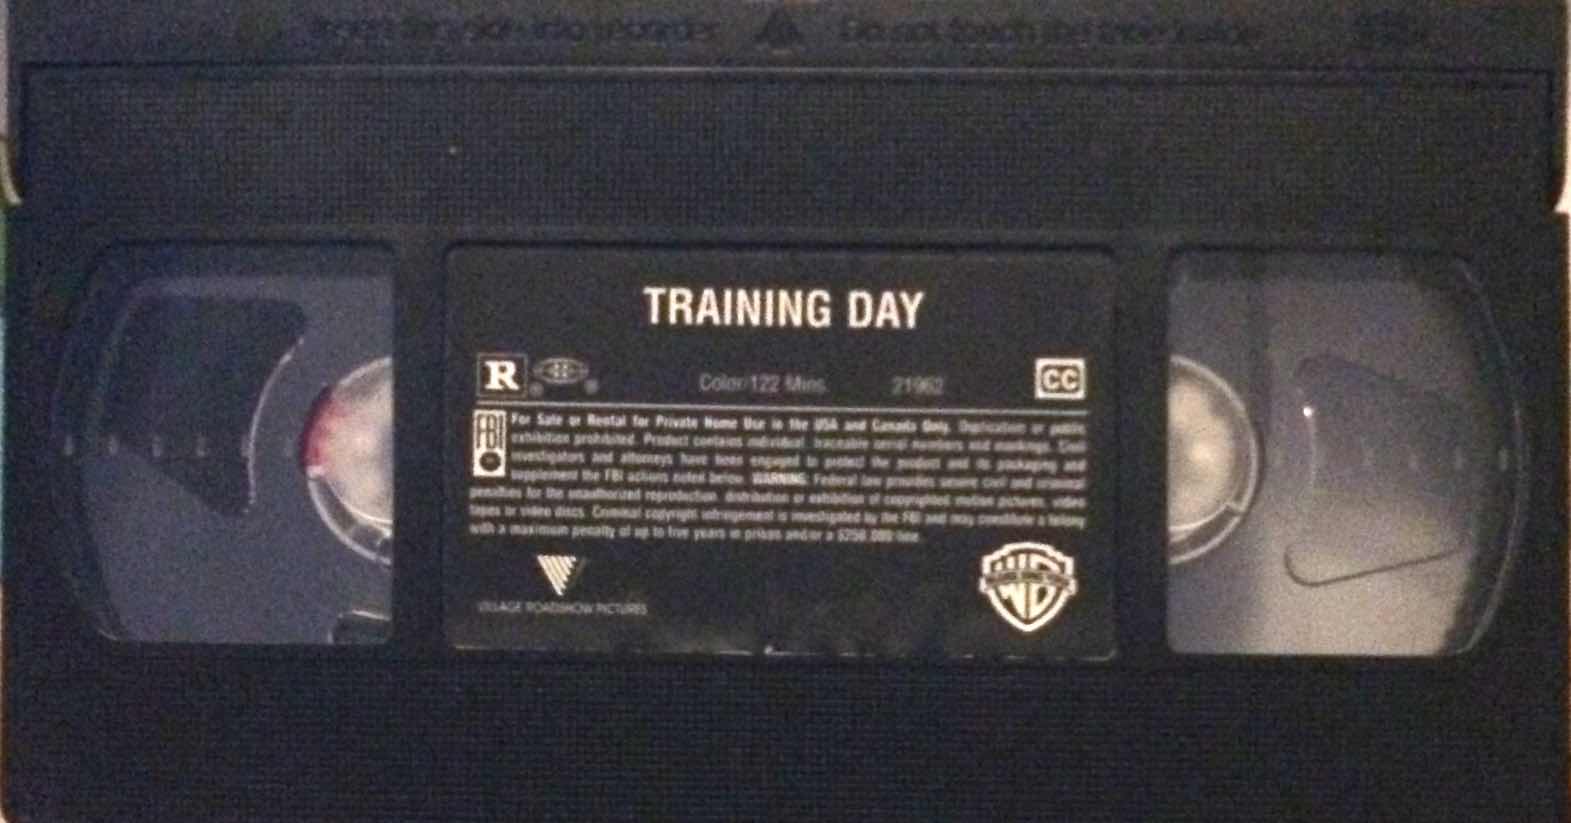 Insert this side into recorder Do not touch the tape inside
TRAINING DAY
R
Color/122 Mins. 21962 CC
FBI For Sale or Rental for Private Home Use in the USA and Canada Only. Duplication or public
exhibition prohibited. Product contains individual, traceable serial numbers and markings. Civil
investigators and attorneys have been engaged to protect the product and its packaging and
supplement the FBI actions noted below. WARNING: Federal law provides severe civil and criminal
penalties for the unauthorized reproduction, distribution or exhibition of copyrighted motion pictures, video
tapes or video discs. Criminal copyright infringement is investigated by the FBI and may constitute a felony
with a maximum penalty of up to five years in prison and/or a $250,000 fine.
VILLAGE ROADSHOW PICTURES
WB